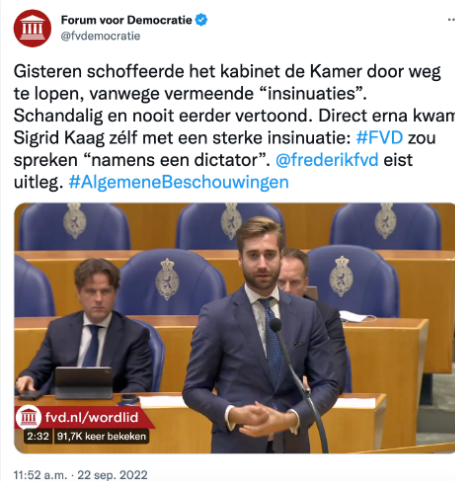 Forum voor Democratie
@fvdemocratie
Gisteren schoffeerde het kabinet de Kamer door weg
te lopen, vanwege vermeende “insinuaties”.
Schandalig en nooit eerder vertoond. Direct erna kwam
Sigrid Kaag zélf met een sterke insinuatie: #FVD zou
spreken “namens een dictator”. @frederikfvd eist
uitleg. #AlgemeneBeschouwingen
fvd.nl/wordlid
2:32 91,7K keer bekeken
11:52 a.m. · 22 sep. 2022